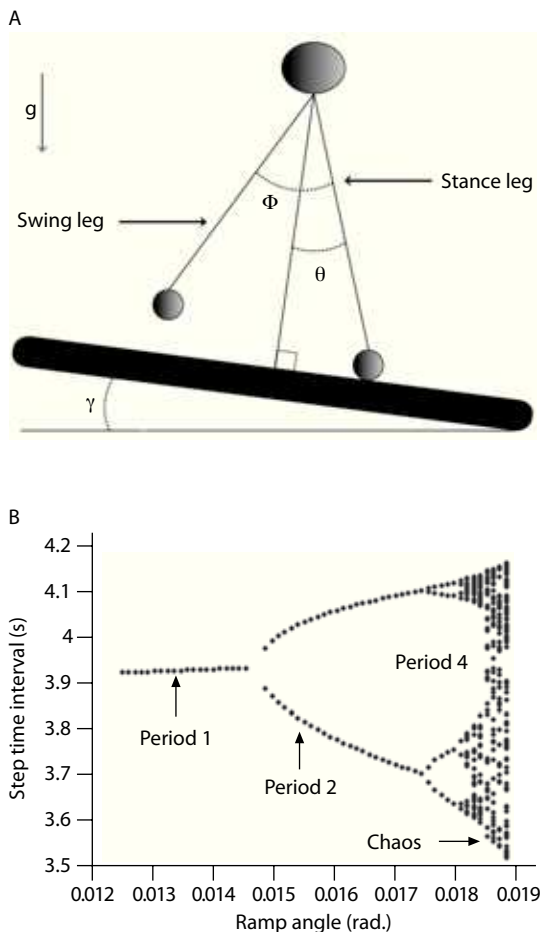 A
g
Φ
Stance leg
Swing leg
θ
γ
B
4.2
4.1
4
3.9
3.8
3.7
3.6
3.5
Step time interval (s)
Period 4
Period 1
Period 2
Chaos
0.012 0.013 0.014 0.015 0.016 0.017 0.018 0.019
Ramp angle (rad.)